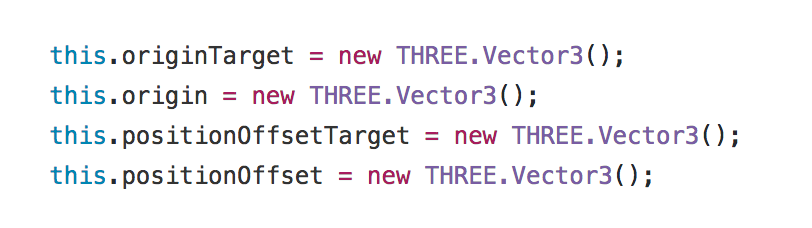 this.originTarget = new THREE.Vector3();
this.origin = new THREE.Vector3();
this.positionOffsetTarget = new THREE.Vector3();
this.positionOffset = new THREE.Vector3();